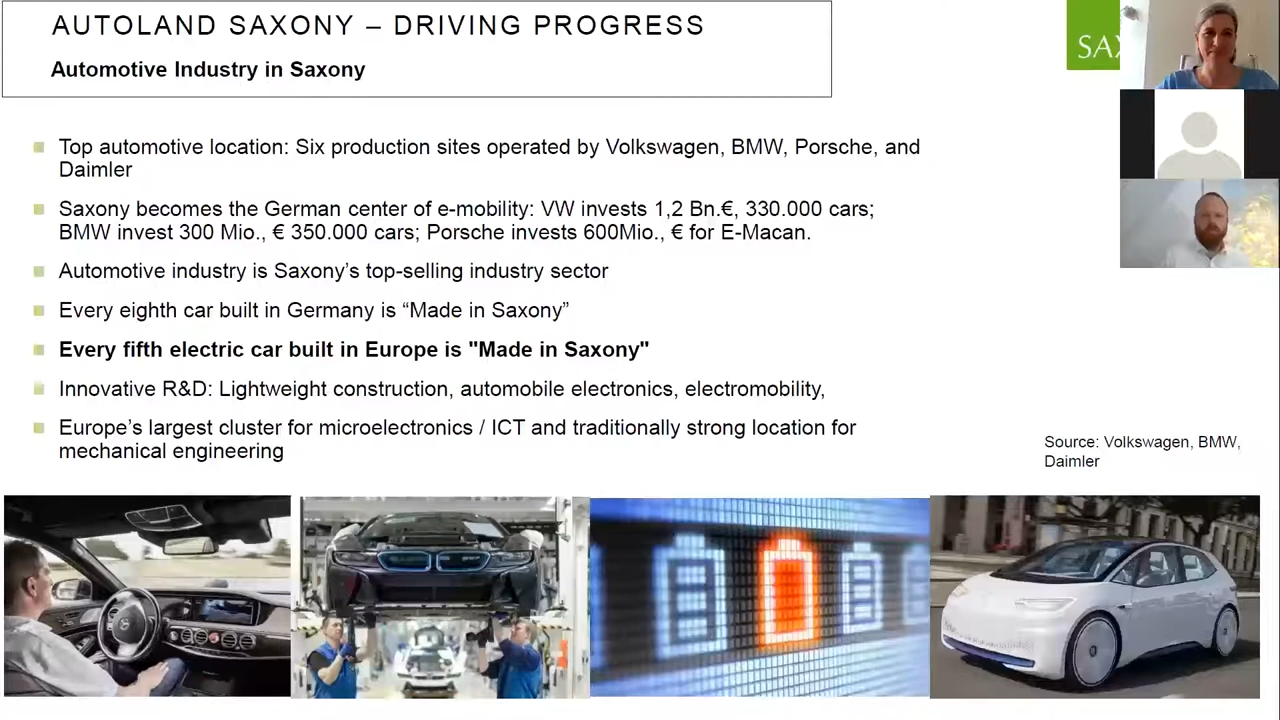 AUTOLAND SAXONY – DRIVING PROGRESS
Automotive Industry in Saxony
SAX
Top automotive location: Six production sites operated by Volkswagen, BMW, Porsche, and
Daimler
Saxony becomes the German center of e-mobility: VW invests 1,2 Bn.€, 330.000 cars;
BMW invest 300 Mio., € 350.000 cars; Porsche invests 600Mio., € for E-Macan.
Automotive industry is Saxony’s top-selling industry sector
Every eighth car built in Germany is “Made in Saxony”
Every fifth electric car built in Europe is "Made in Saxony"
Innovative R&D: Lightweight construction, automobile electronics, electromobility,
Europe’s largest cluster for microelectronics / ICT and traditionally strong location for
mechanical engineering
Source: Volkswagen, BMW,
Daimler